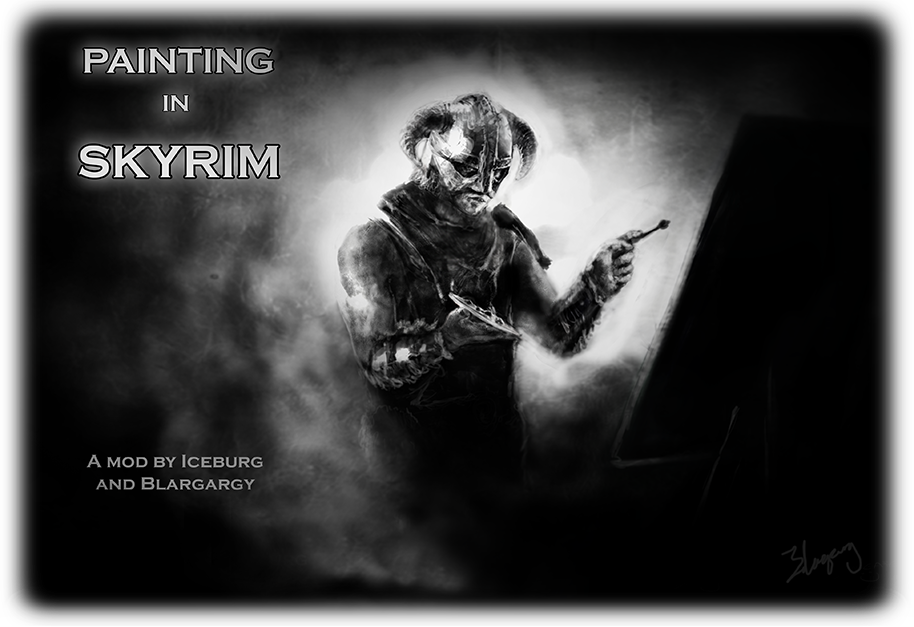 PAINTING
IN
SKYRIM
A MOD BY ICEBURG
AND BLARGARGY